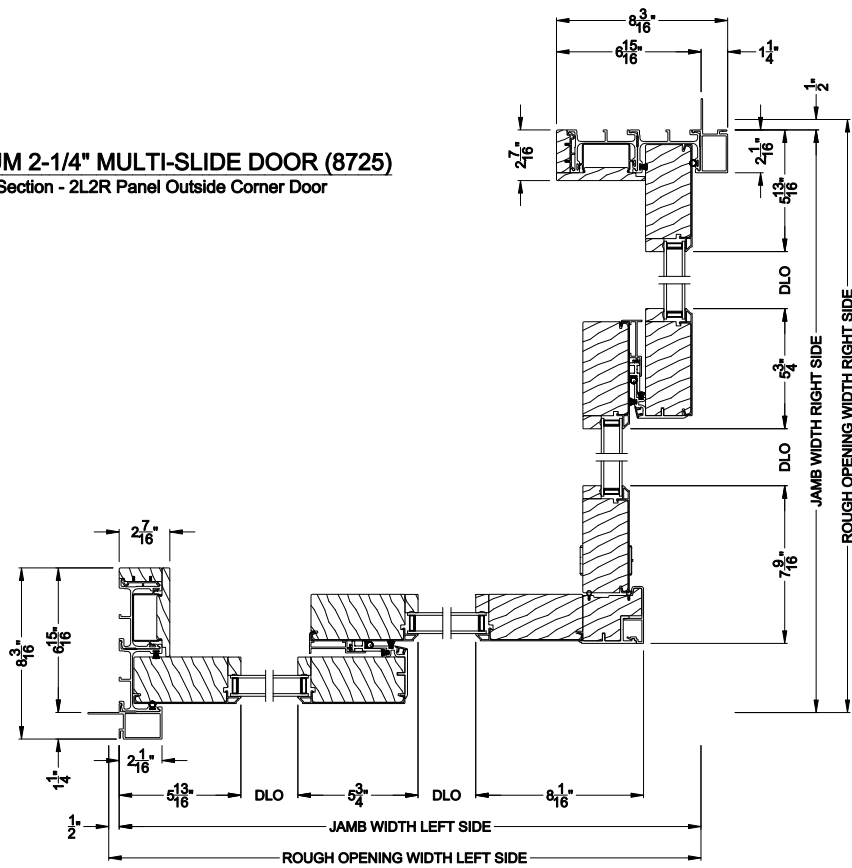 8 3/16"
6 15/16"
1 1/4"
1/2"
UM 2-1/4" MULTI-SLIDE DOOR (8725)
Section - 2L2R Panel Outside Corner Door
2 7/16"
2 1/16"
5 13/16"
DLO
5 3/4"
DLO
7 9/16"
JAMB WIDTH RIGHT SIDE
ROUGH OPENING WIDTH RIGHT SIDE
2 7/16"
8 3/16"
6 15/16"
1 1/4"
2 1/16"
5 13/16"
DLO
5 3/4"
DLO
8 1/16"
1/2"
JAMB WIDTH LEFT SIDE
ROUGH OPENING WIDTH LEFT SIDE